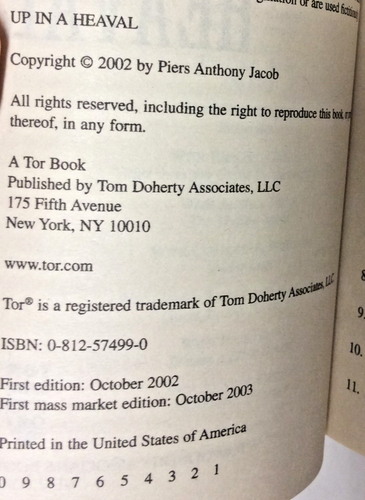 or are used fictitiously
UP IN A HEAVAL
Copyright © 2002 by Piers Anthony Jacob
All rights reserved, including the right to reproduce this book,
thereof, in any form.
A Tor Book
Published by Tom Doherty Associates, LLC
175 Fifth Avenue
New York, NY 10010
www.tor.com
Tor® is a registered trademark of Tom Doherty Associates, LLC.
ISBN: 0-812-57499-0
First edition: October 2002
First mass market edition: October 2003
Printed in the United States of America
0 9 8 7 6 5 4 3 2 1
8
9.
10.
11.